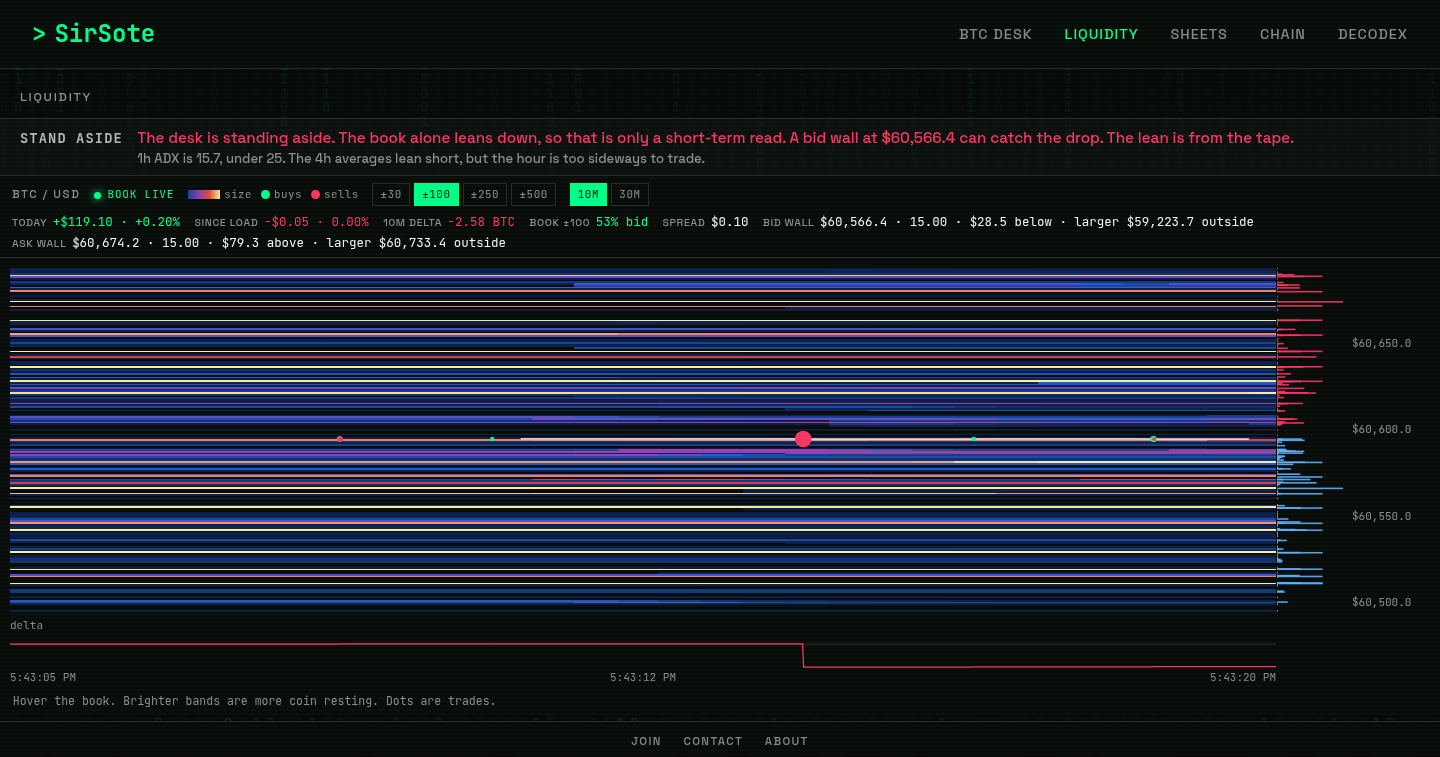 > SirSote
BTC DESK LIQUIDITY SHEETS CHAIN DECODEX
LIQUIDITY
STAND ASIDE The desk is standing aside. The book alone leans down, so that is only a short-term read. A bid wall at $60,566.4 can catch the drop. The lean is from the tape.
1h ADX is 15.7, under 25. The 4h averages lean short, but the hour is too sideways to trade.
BTC / USD BOOK LIVE size buys sells ±30 ±100 ±250 ±500 10M 30M
TODAY +$119.10 · +0.20% SINCE LOAD -$0.05 · 0.00% 10M DELTA -2.58 BTC BOOK ±100 53% bid SPREAD $0.10 BID WALL $60,566.4 · 15.00 · $28.5 below · larger $59,223.7 outside
ASK WALL $60,674.2 · 15.00 · $79.3 above · larger $60,733.4 outside
$60,650.0
$60,600.0
$60,550.0
$60,500.0
delta
5:43:05 PM 5:43:12 PM 5:43:20 PM
Hover the book. Brighter bands are more coin resting. Dots are trades.
JOIN CONTACT ABOUT